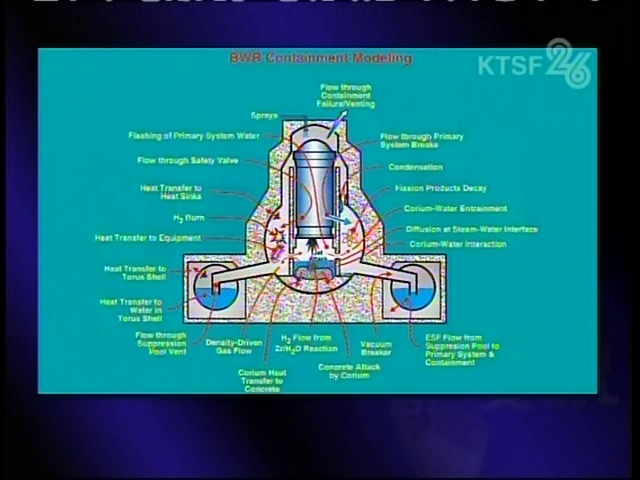 BWR Containment Modeling
KTSF 26
Flow through
Containment
Failure/Venting
Sprays
Flashing of Primary System Water
Flow through Primary
System Breaks
Flow through Safety Valve
Condensation
Heat Transfer to
Heat Sinks
Fission Products Decay
Corium-Water Entrainment
H2 Burn
Diffusion at Steam-Water Interface
Heat Transfer to Equipment
Corium-Water Interaction
Heat Transfer to
Torus Shell
Heat Transfer to
Water in
Torus Shell
Flow through
Suppression
Pool Vent
Density-Driven
Gas Flow
H2 Flow from
Zr/H2O Reaction
Vacuum
Breaker
ESF Flow from
Suppression Pool to
Primary System &
Containment
Corium Heat
Transfer to
Concrete
Concrete Attack
by Corium